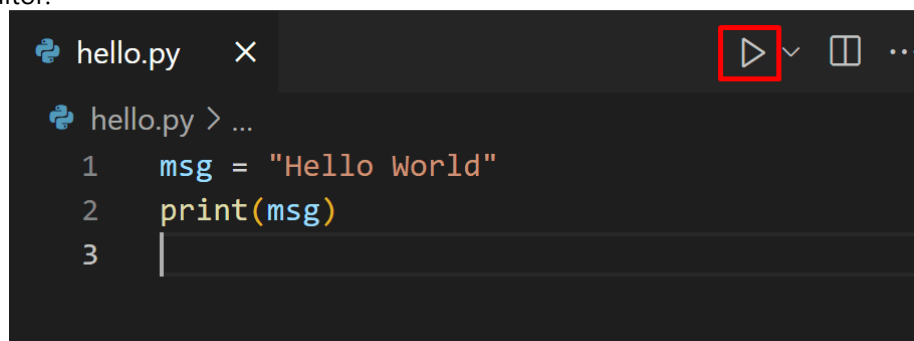 hello.py
hello.py > ...
1 msg = "Hello World"
2 print(msg)
3